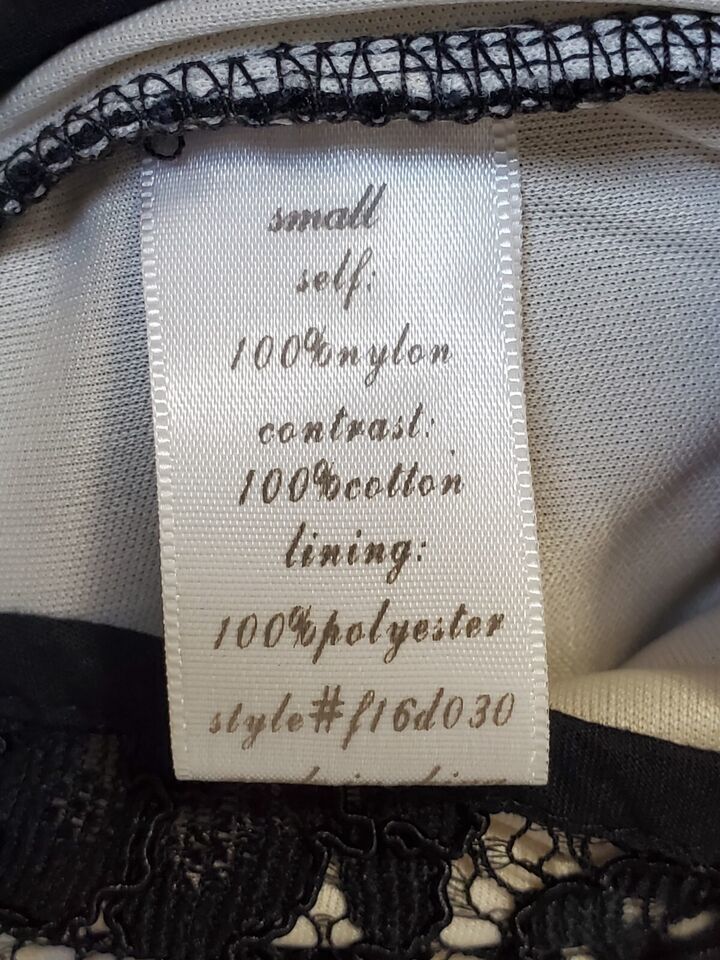 small
self:
100%nylon
contrast:
100%cotton
lining:
100%polyester
style#f16d030